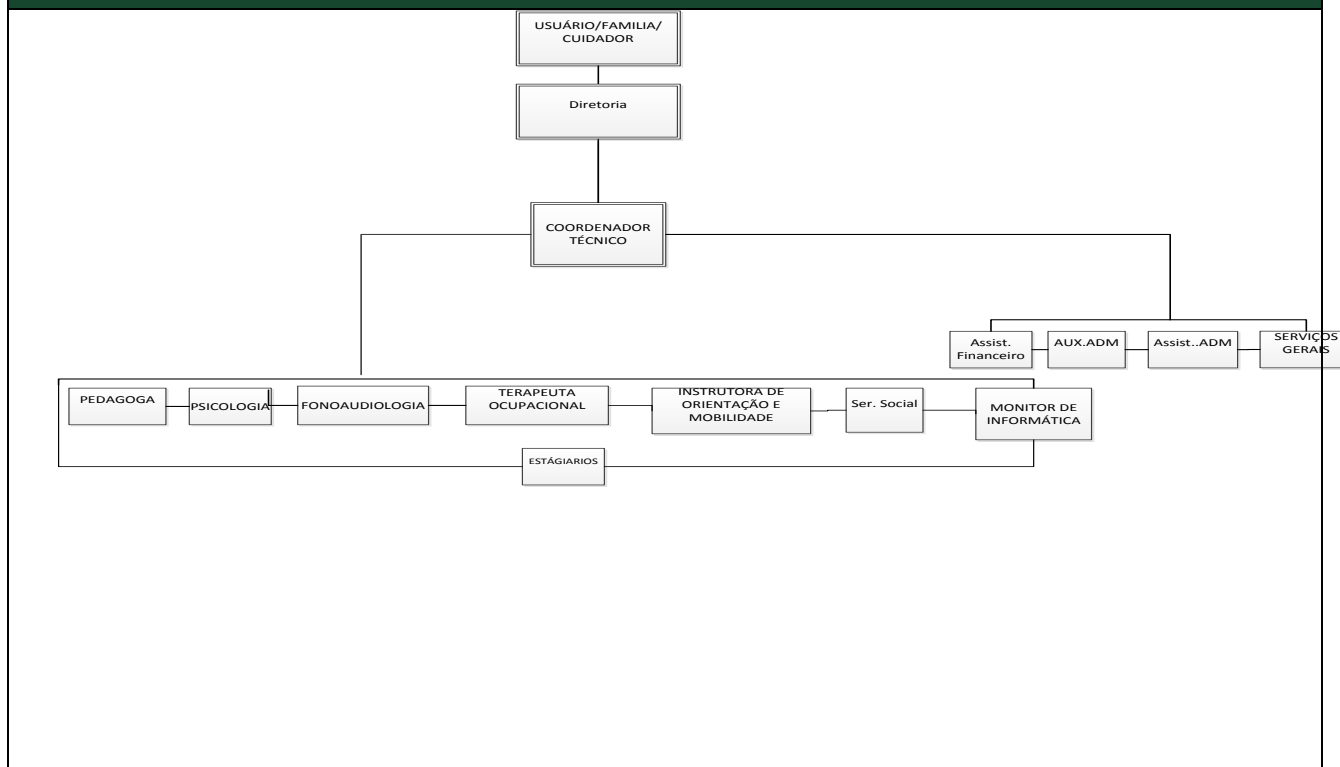 USUÁRIO/FAMILIA/
CUIDADOR
Diretoria
COORDENADOR
TÉCNICO
Assist.
Financeiro
AUX.ADM
Assist..ADM
SERVIÇOS
GERAIS
PEDAGOGA
PSICOLOGIA
FONOAUDIOLOGIA
TERAPEUTA
OCUPACIONAL
INSTRUTORA DE
ORIENTAÇÃO E
MOBILIDADE
Ser. Social
MONITOR DE
INFORMÁTICA
ESTÁGIARIOS